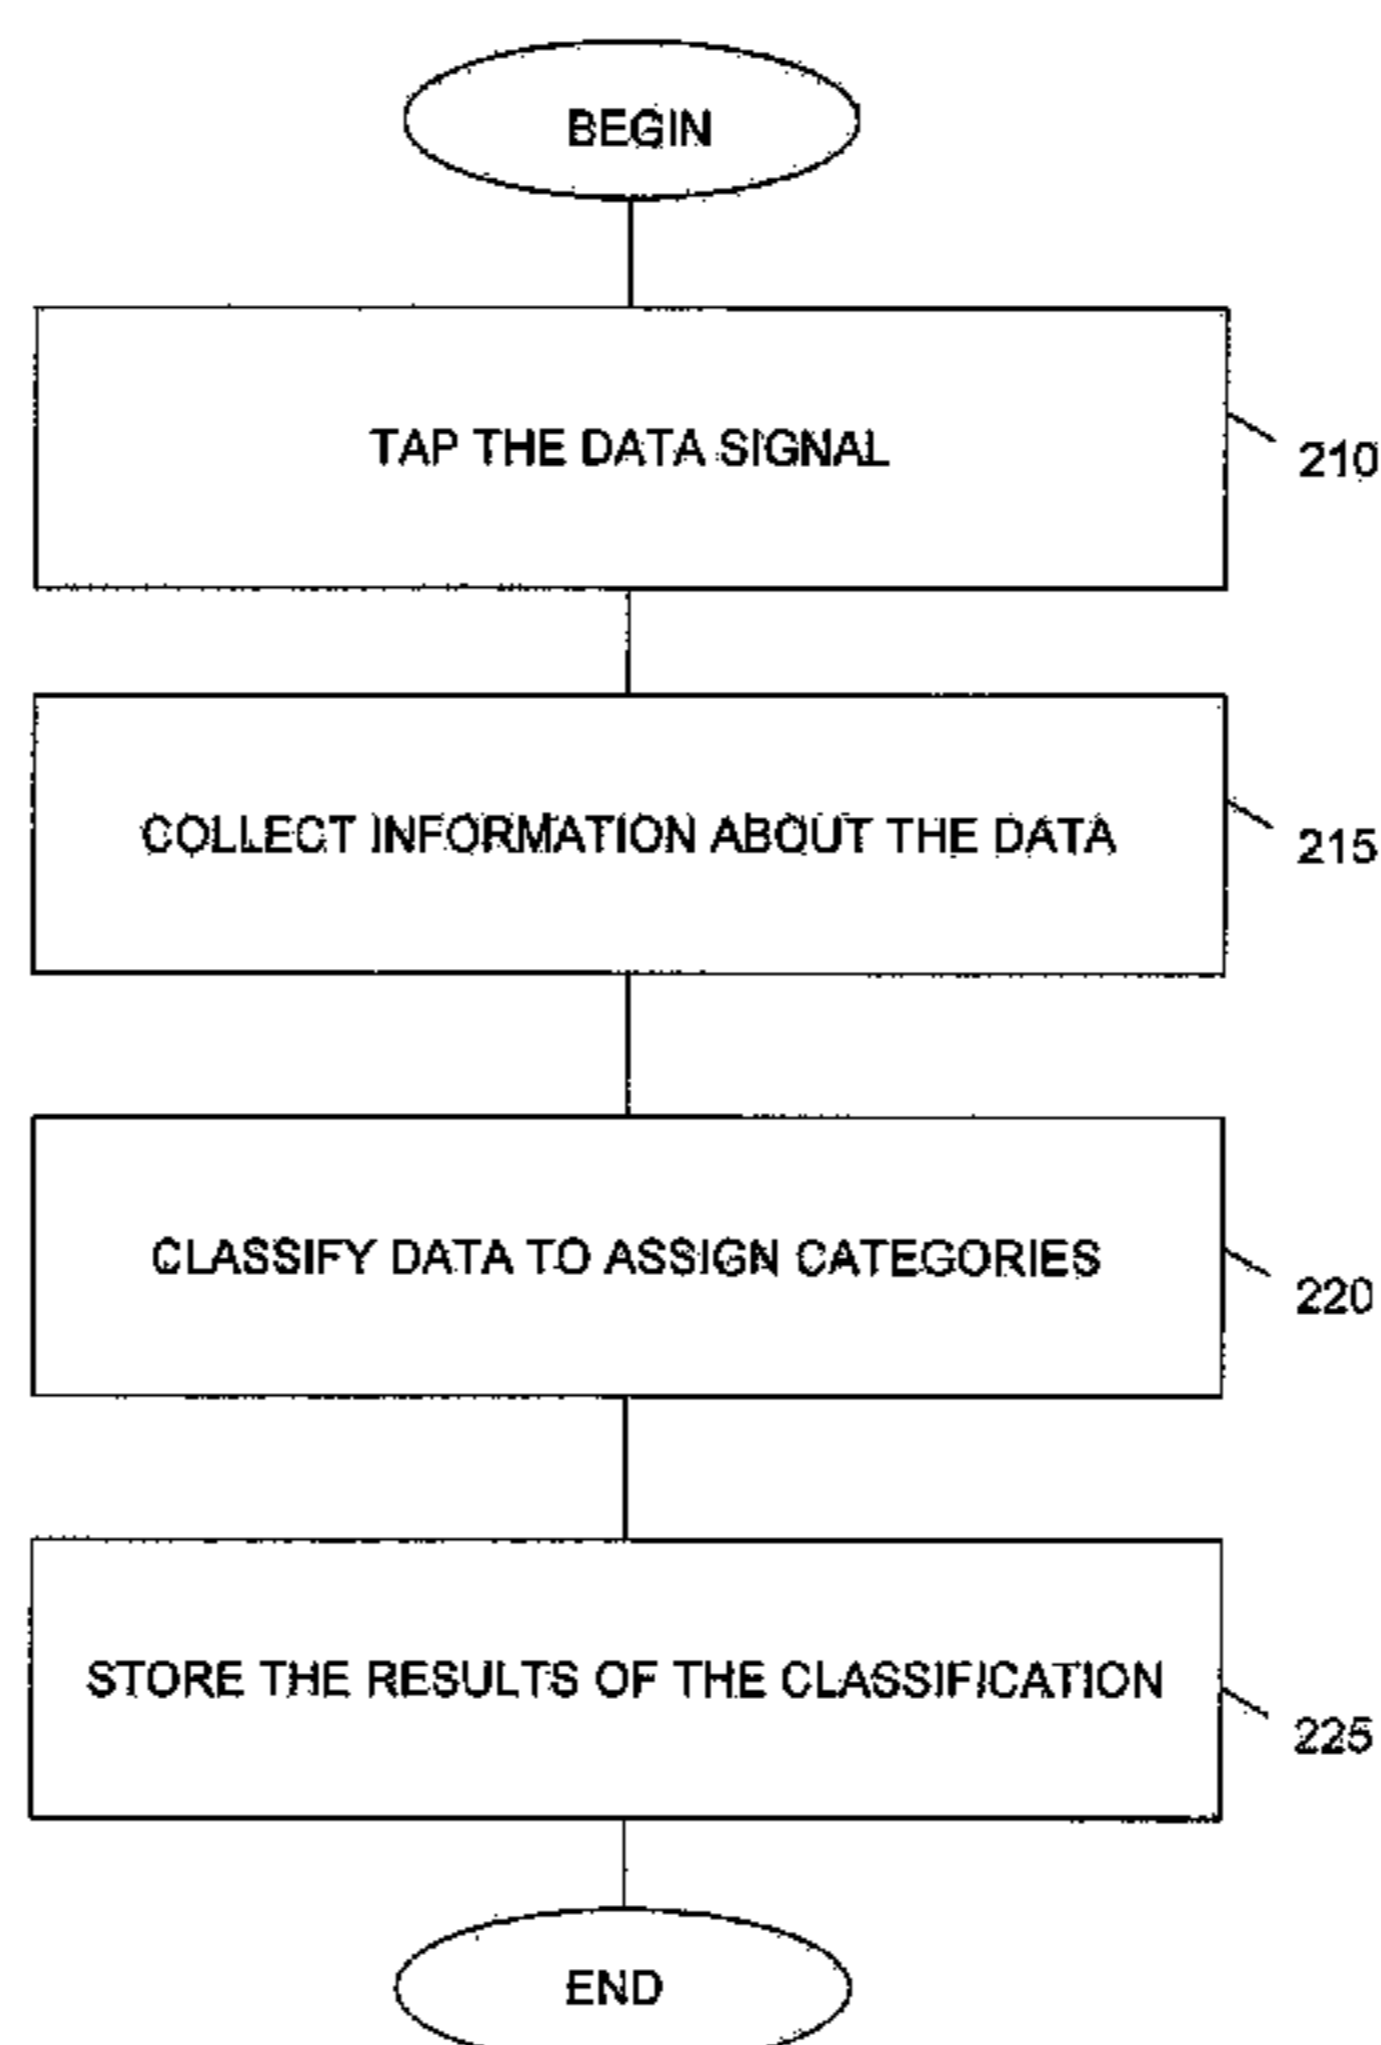 BEGIN
TAP THE DATA SIGNAL
210
COLLECT INFORMATION ABOUT THE DATA
215
CLASSIFY DATA TO ASSIGN CATEGORIES
220
STORE THE RESULTS OF THE CLASSIFICATION
225
END